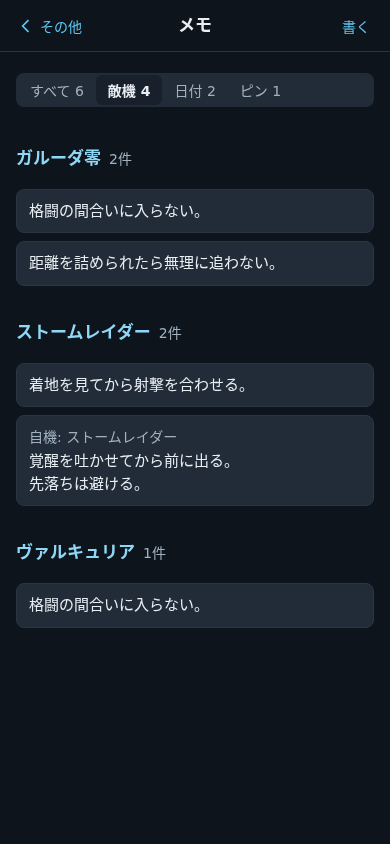 その他
メモ
書く
すべて 6
敵機 4
日付 2
ピン 1
ガルーダ零 2件
格闘の間合いに入らない。
距離を詰められたら無理に追わない。
ストームレイダー 2件
着地を見てから射撃を合わせる。
自機: ストームレイダー
覚醒を吐かせてから前に出る。
先落ちは避ける。
ヴァルキュリア 1件
格闘の間合いに入らない。